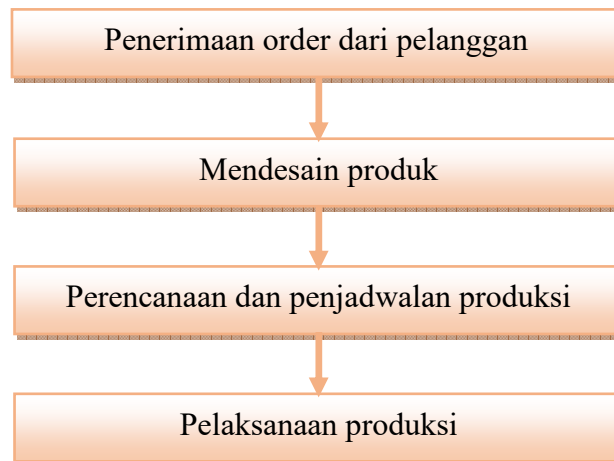 Penerimaan order dari pelanggan
Mendesain produk
Perencanaan dan penjadwalan produksi
Pelaksanaan produksi